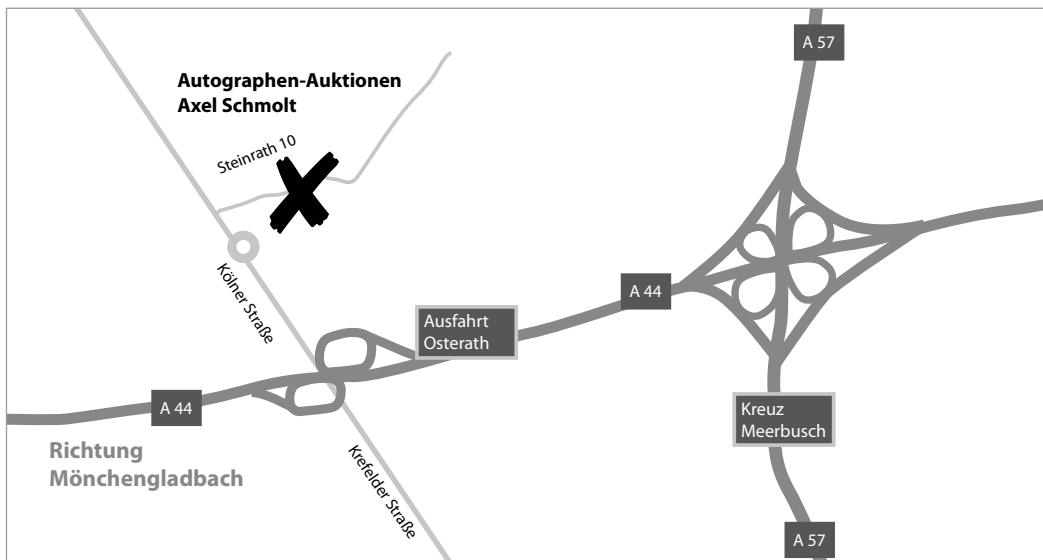 A 57
Autographen-Auktionen
Axel Schmolt
Steinrath 10
Kölner Straße
A 44
Ausfahrt
Osterath
A 44
Kreuz
Meerbusch
Richtung
Mönchengladbach
Krefelder Straße
A 57